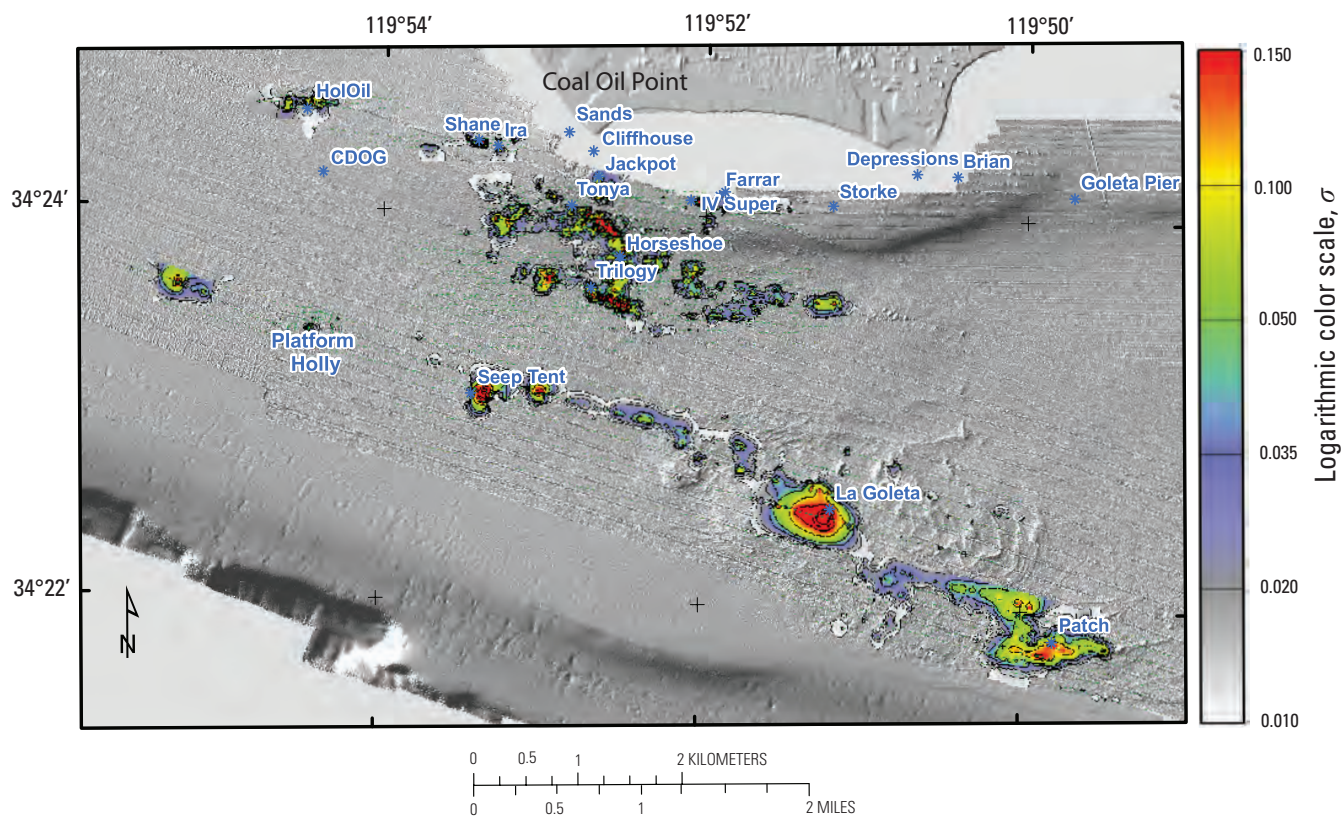 119°54′
119°52′
119°50′
34°24′
34°22′
Coal Oil Point
HolOil
Shane
Ira
Sands
Cliffhouse
CDOG
Jackpot
Depressions
Brian
Tonya
Farrar
IV Super
Storke
Goleta Pier
Horseshoe
Trilogy
Platform
Holly
Seep Tent
La Goleta
Patch
N
0.150
0.100
0.050
0.035
0.020
0.010
Logarithmic color scale, σ
0 0.5 1 2 KILOMETERS
0 0.5 1 2 MILES